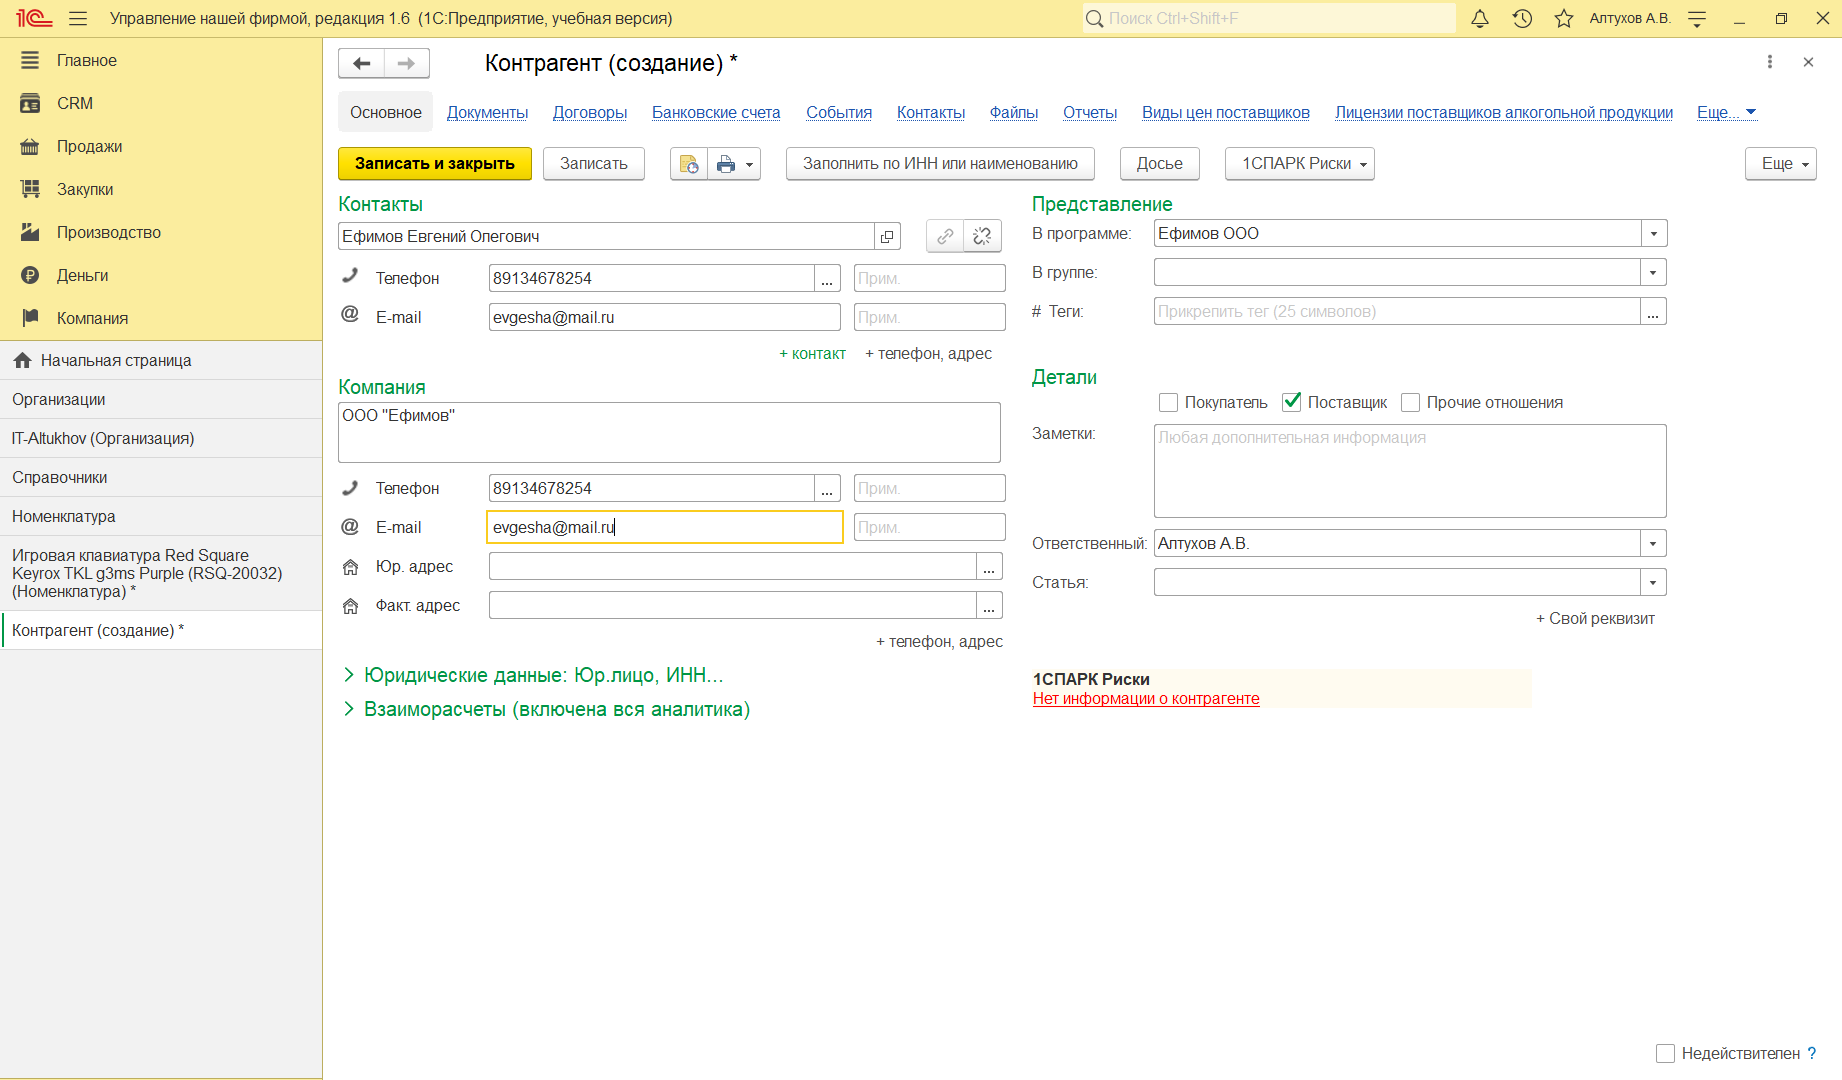 1С Управление нашей фирмой, редакция 1.6 (1С:Предприятие, учебная версия) Поиск Ctrl+Shift+F Алтухов А.В.
Главное
CRM
Продажи
Закупки
Производство
Деньги
Компания
Начальная страница
Организации
IT-Altukhov (Организация)
Справочники
Номенклатура
Игровая клавиатура Red Square
Keyrox TKL g3ms Purple (RSQ-20032)
(Номенклатура) *
Контрагент (создание) *
Контрагент (создание) *
Основное Документы Договоры Банковские счета События Контакты Файлы Отчеты Виды цен поставщиков Лицензии поставщиков алкогольной продукции Еще...
Записать и закрыть Записать Заполнить по ИНН или наименованию Досье 1СПАРК Риски Еще
Контакты
Ефимов Евгений Олегович
Телефон 89134678254 ... Прим.
@ E-mail evgesha@mail.ru Прим.
+ контакт + телефон, адрес
Компания
ООО "Ефимов"
Телефон 89134678254 ... Прим.
@ E-mail evgesha@mail.ru Прим.
Юр. адрес ...
Факт. адрес ...
+ телефон, адрес
Юридические данные: Юр.лицо, ИНН...
Взаиморасчеты (включена вся аналитика)
Представление
В программе: Ефимов ООО
В группе:
# Теги: Прикрепить тег (25 символов) ...
Детали
Покупатель Поставщик Прочие отношения
Заметки: Любая дополнительная информация
Ответственный: Алтухов А.В.
Статья:
+ Свой реквизит
1СПАРК Риски
Нет информации о контрагенте
Недействителен ?